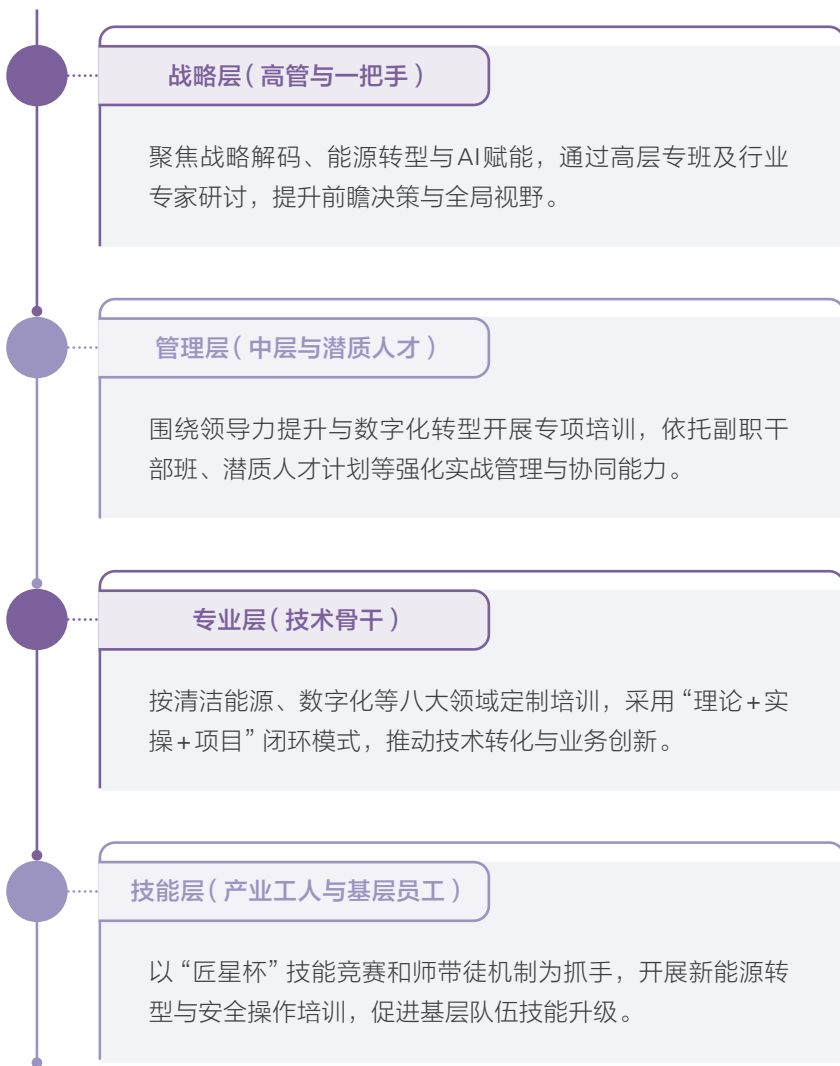 战略层（高管与一把手）
聚焦战略解码、能源转型与AI赋能，通过高层专班及行业
专家研讨，提升前瞻决策与全局视野。
管理层（中层与潜质人才）
围绕领导力提升与数字化转型开展专项培训，依托副职干
部班、潜质人才计划等强化实战管理与协同能力。
专业层（技术骨干）
按清洁能源、数字化等八大领域定制培训，采用“理论+实
操+项目”闭环模式，推动技术转化与业务创新。
技能层（产业工人与基层员工）
以“匠星杯”技能竞赛和师带徒机制为抓手，开展新能源转
型与安全操作培训，促进基层队伍技能升级。